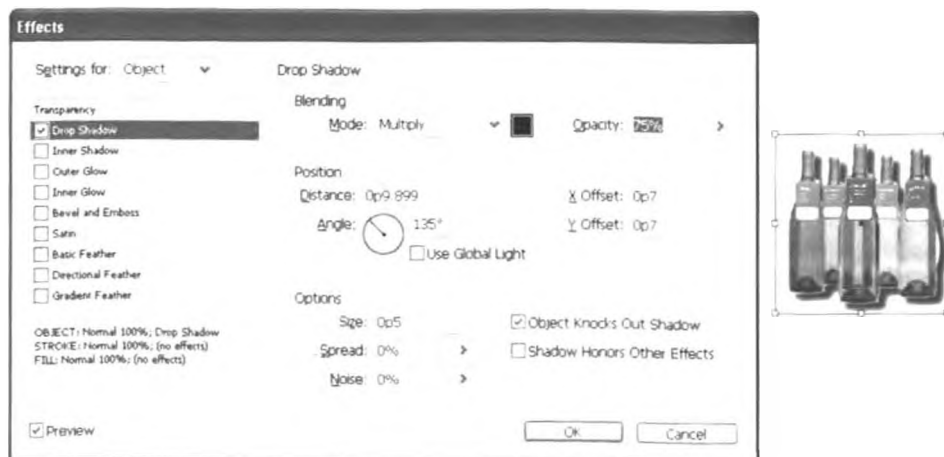 Effects
Settings for: Object
Transparency
Drop Shadow
Inner Shadow
Outer Glow
Inner Glow
Bevel and Emboss
Satin
Basic Feather
Directional Feather
Gradient Feather
OBJECT: Normal 100%; Drop Shadow
STROKE: Normal 100%; (no effects)
FILL: Normal 100%; (no effects)
Preview
Drop Shadow
Blending
Mode: Multiply
Opacity: 75%
Position
Distance: 0p9.899
X Offset: 0p7
Angle: 135°
Y Offset: 0p7
Use Global Light
Options
Size: 0p5
Object Knocks Out Shadow
Spread: 0%
Shadow Honors Other Effects
Noise: 0%
OK
Cancel